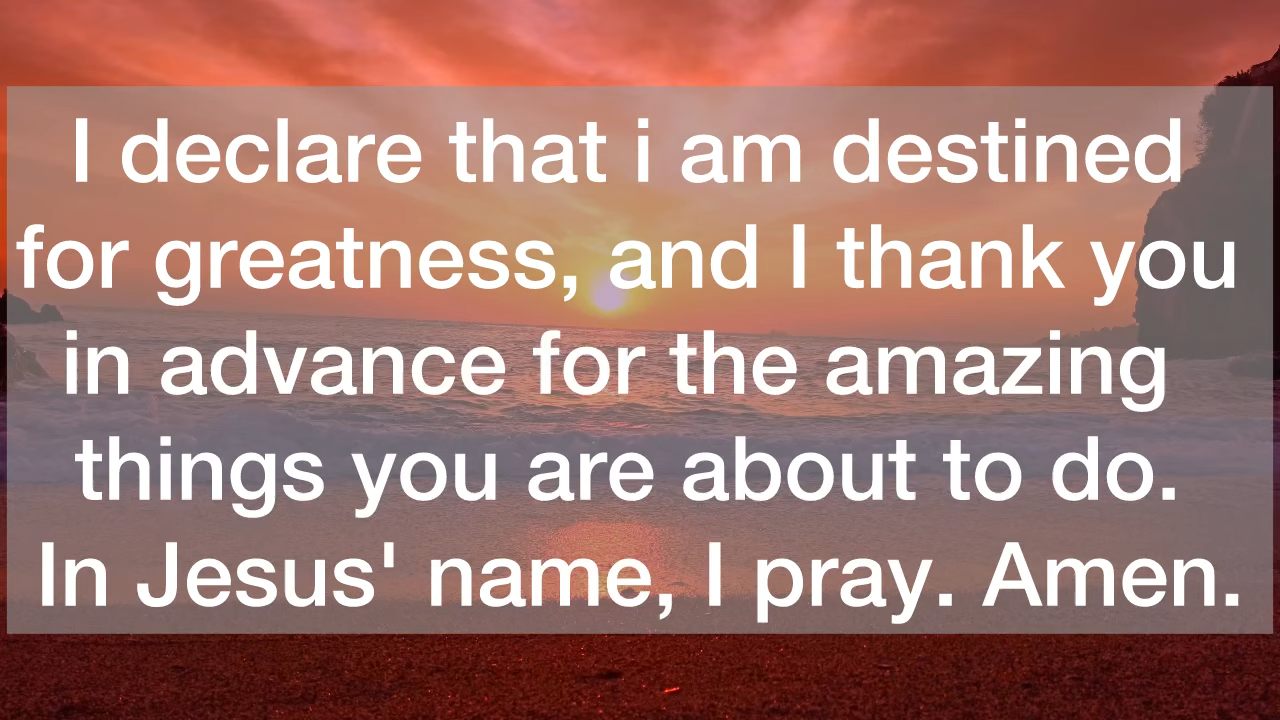 I declare that i am destined
for greatness, and I thank you
in advance for the amazing
things you are about to do.
In Jesus' name, I pray. Amen.